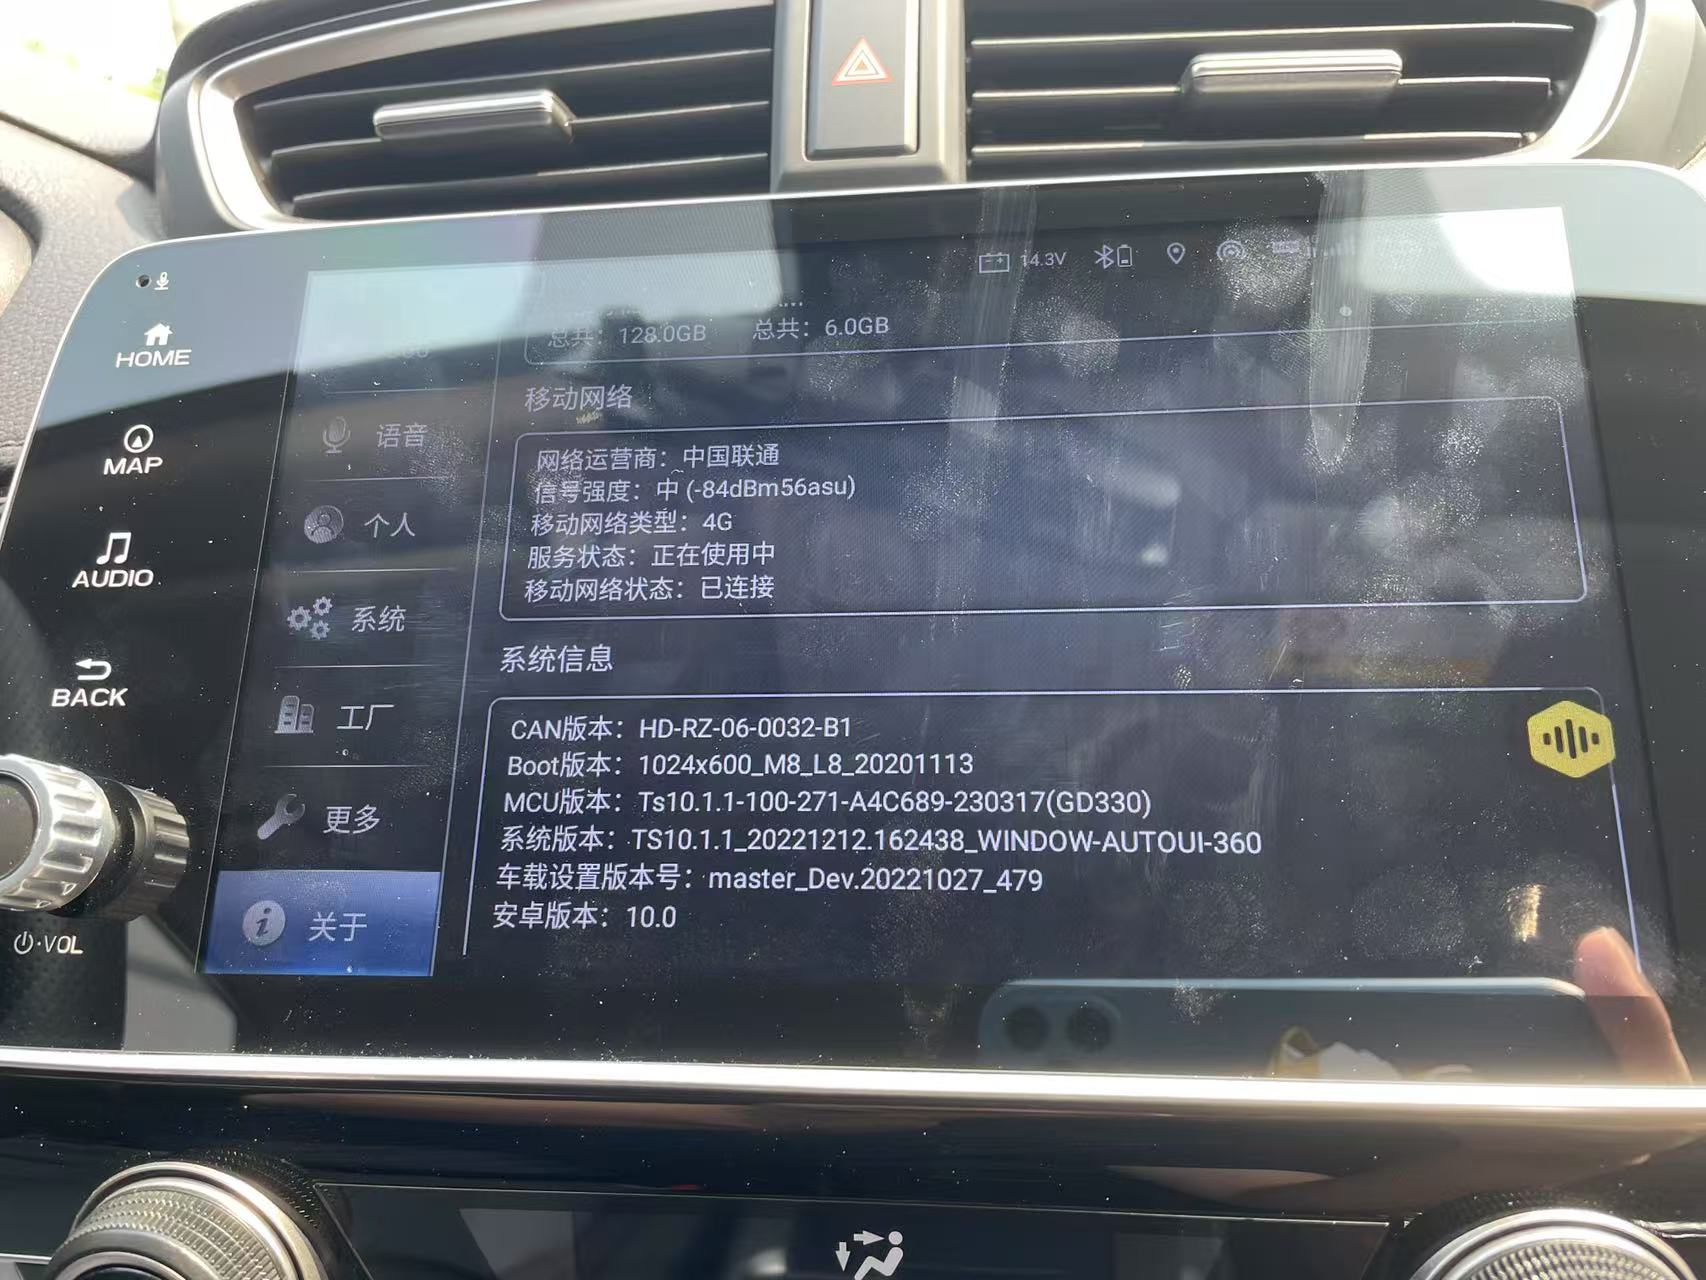 14.3V
HOME
MAP
AUDIO
BACK
VOL
语音
个人
系统
工厂
更多
关于
总共：128.0GB 总共：6.0GB
移动网络
网络运营商：中国联通
信号强度：中 (-84dBm56asu)
移动网络类型：4G
服务状态：正在使用中
移动网络状态：已连接
系统信息
CAN版本：HD-RZ-06-0032-B1
Boot版本：1024x600_M8_L8_20201113
MCU版本：Ts10.1.1-100-271-A4C689-230317(GD330)
系统版本：TS10.1.1_20221212.162438_WINDOW-AUTOUI-360
车载设置版本号：master_Dev.20221027_479
安卓版本：10.0